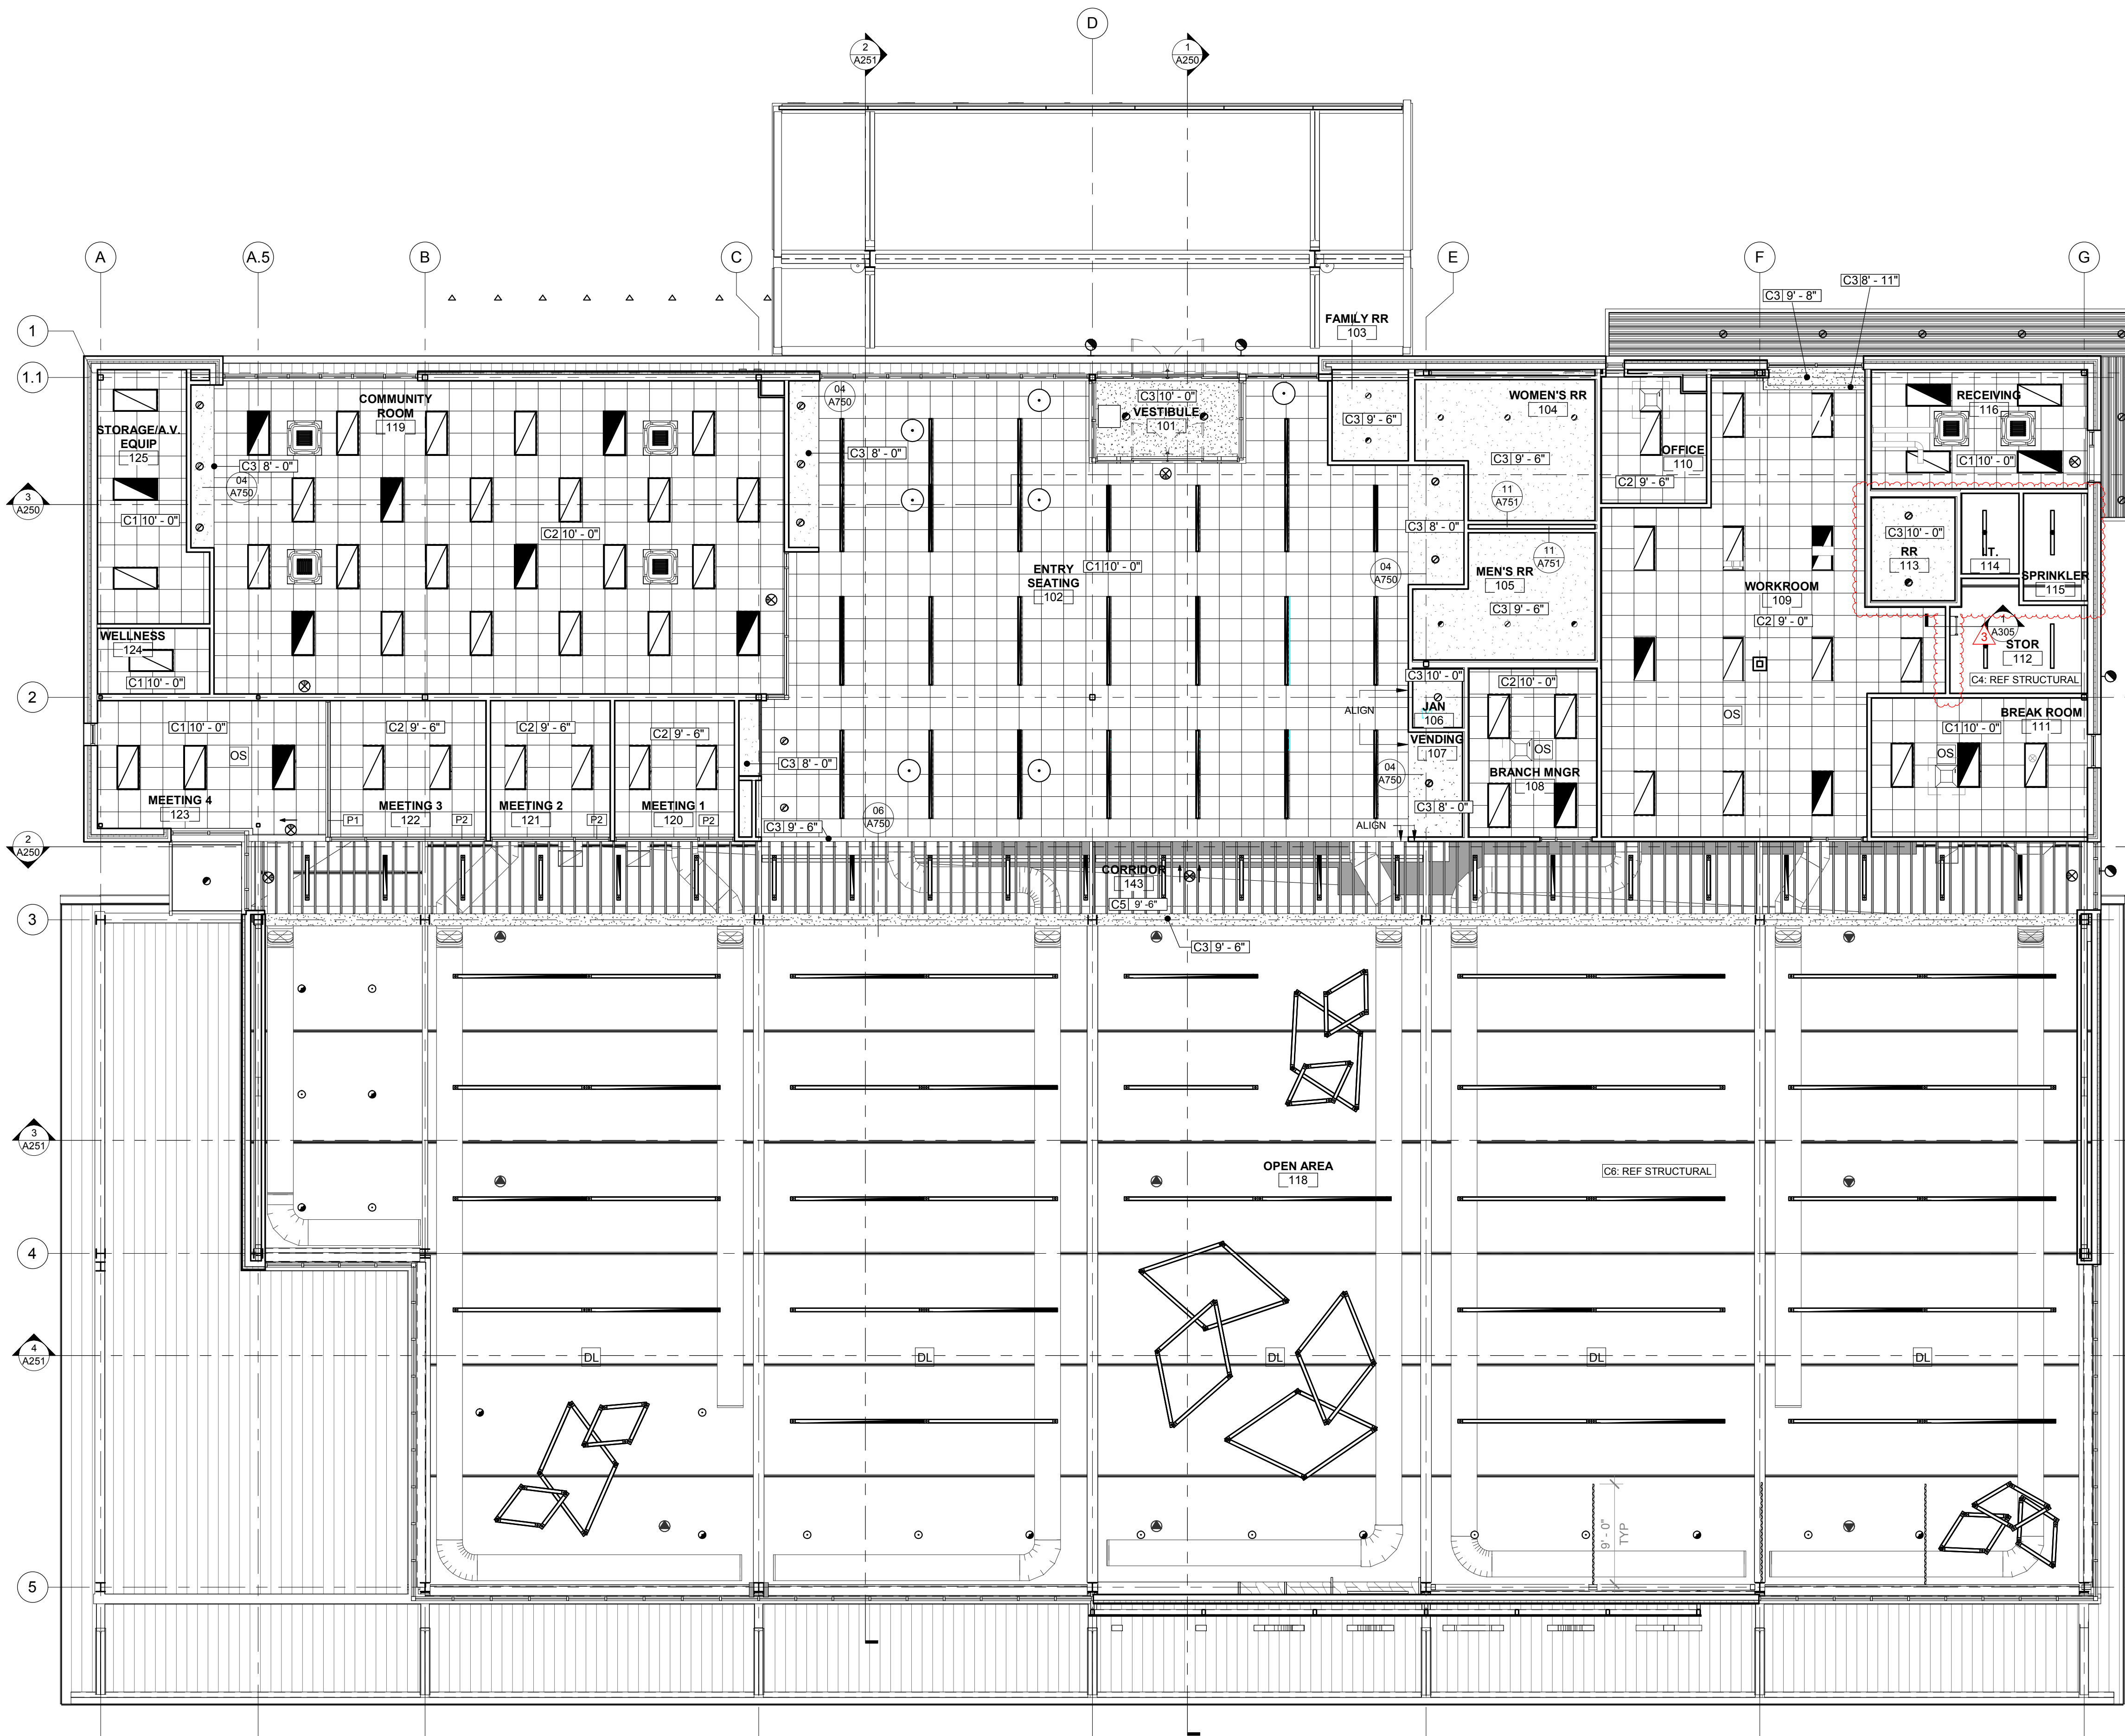 D
2
A251
1
A250
A
A.5
B
C
E
F
G
C3 8' - 11"
C3 9' - 8"
FAMILY RR
103
1
1.1
C3 10' - 0"
VESTIBULE
101
04
A750
COMMUNITY
ROOM
119
WOMEN'S RR
104
RECEIVING
116
C3 9' - 6"
STORAGE/A.V.
EQUIP
125
C3 8' - 0"
C3 8' - 0"
C3 9' - 6"
OFFICE
110
C1 10' - 0"
04
A750
C2 9' - 6"
3
A250
11
A751
C1 10' - 0"
C2 10' - 0"
C3 8' - 0"
C3 10' - 0"
11
A751
RR
113
I.T.
114
ENTRY
SEATING
102
C1 10' - 0"
04
A750
MEN'S RR
105
SPRINKLER
115
WORKROOM
109
C3 9' - 6"
C2 9' - 0"
1
A305
3
WELLNESS
124
STOR
112
C1 10' - 0"
C3 10' - 0"
C2 10' - 0"
C4: REF STRUCTURAL
2
ALIGN
JAN
106
OS
BREAK ROOM
111
C1 10' - 0"
C2 9' - 6"
C2 9' - 6"
C2 9' - 6"
C1 10' - 0"
VENDING
107
OS
OS
OS
C3 8' - 0"
04
A750
BRANCH MNGR
108
MEETING 4
123
MEETING 3
122
MEETING 2
121
MEETING 1
120
P1
P2
P2
P2
C3 8' - 0"
06
A750
C3 9' - 6"
ALIGN
2
A250
CORRIDOR
143
C5 9' -6"
3
C3 9' - 6"
3
A251
OPEN AREA
118
C6: REF STRUCTURAL
4
4
A251
DL
DL
DL
DL
DL
9' - 0"
TYP
5